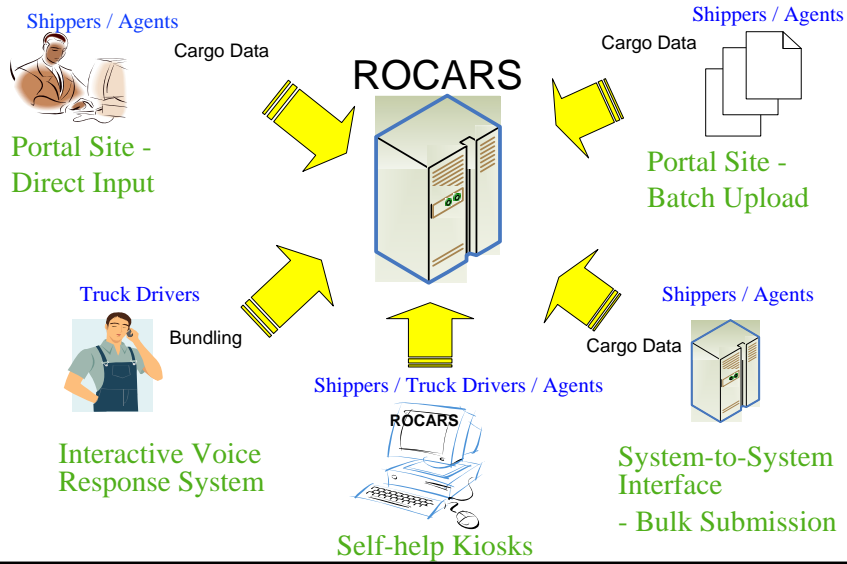 Shippers / Agents
Cargo Data
Portal Site -
Direct Input
ROCARS
Shippers / Agents
Cargo Data
Portal Site -
Batch Upload
Truck Drivers
Bundling
Interactive Voice
Response System
Shippers / Truck Drivers / Agents
ROCARS
Self-help Kiosks
Shippers / Agents
Cargo Data
System-to-System
Interface
- Bulk Submission